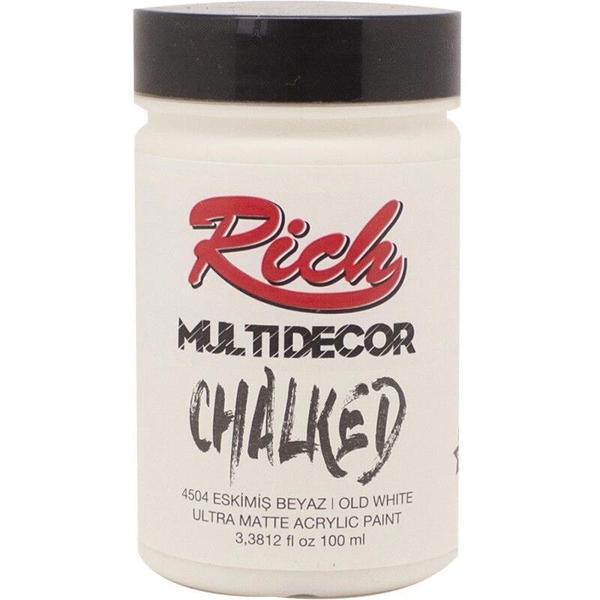 Rich
MULTIDECOR
CHALKED
4504 ESKİMİŞ BEYAZ | OLD WHITE
ULTRA MATTE ACRYLIC PAINT
3,3812 fl oz 100 ml